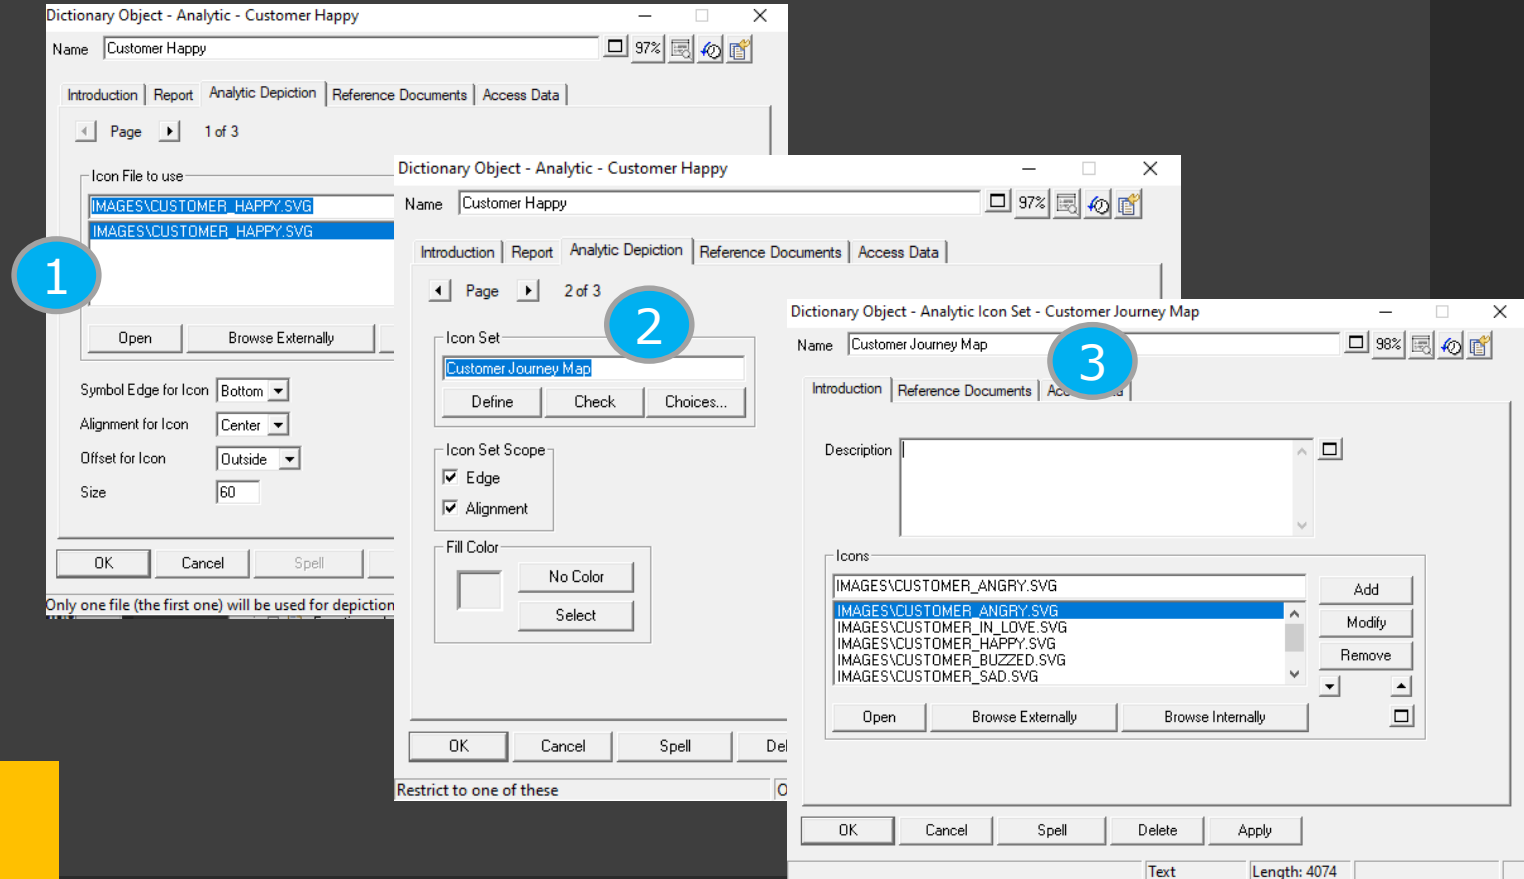 Dictionary Object - Analytic - Customer Happy
Name Customer Happy 97%
Introduction Report Analytic Depiction Reference Documents Access Data
Page 1 of 3
Icon File to use
IMAGES\CUSTOMER_HAPPY.SVG
IMAGES\CUSTOMER_HAPPY.SVG
1
Open Browse Externally
Symbol Edge for Icon Bottom
Alignment for Icon Center
Offset for Icon Outside
Size 60
OK Cancel Spell
Only one file (the first one) will be used for depiction
Dictionary Object - Analytic - Customer Happy
Name Customer Happy 97%
Introduction Report Analytic Depiction Reference Documents Access Data
Page 2 of 3
2
Icon Set
Customer Journey Map
Define Check Choices...
Icon Set Scope
Edge
Alignment
Fill Color
No Color
Select
OK Cancel Spell Del
Restrict to one of these O
Dictionary Object - Analytic Icon Set - Customer Journey Map
Name Customer Journey Map 98%
3
Introduction Reference Documents
Description
Icons
IMAGES\CUSTOMER_ANGRY.SVG Add
IMAGES\CUSTOMER_ANGRY.SVG
IMAGES\CUSTOMER_IN_LOVE.SVG Modify
IMAGES\CUSTOMER_HAPPY.SVG
IMAGES\CUSTOMER_BUZZED.SVG Remove
IMAGES\CUSTOMER_SAD.SVG
Open Browse Externally Browse Internally
OK Cancel Spell Delete Apply
Text Length: 4074